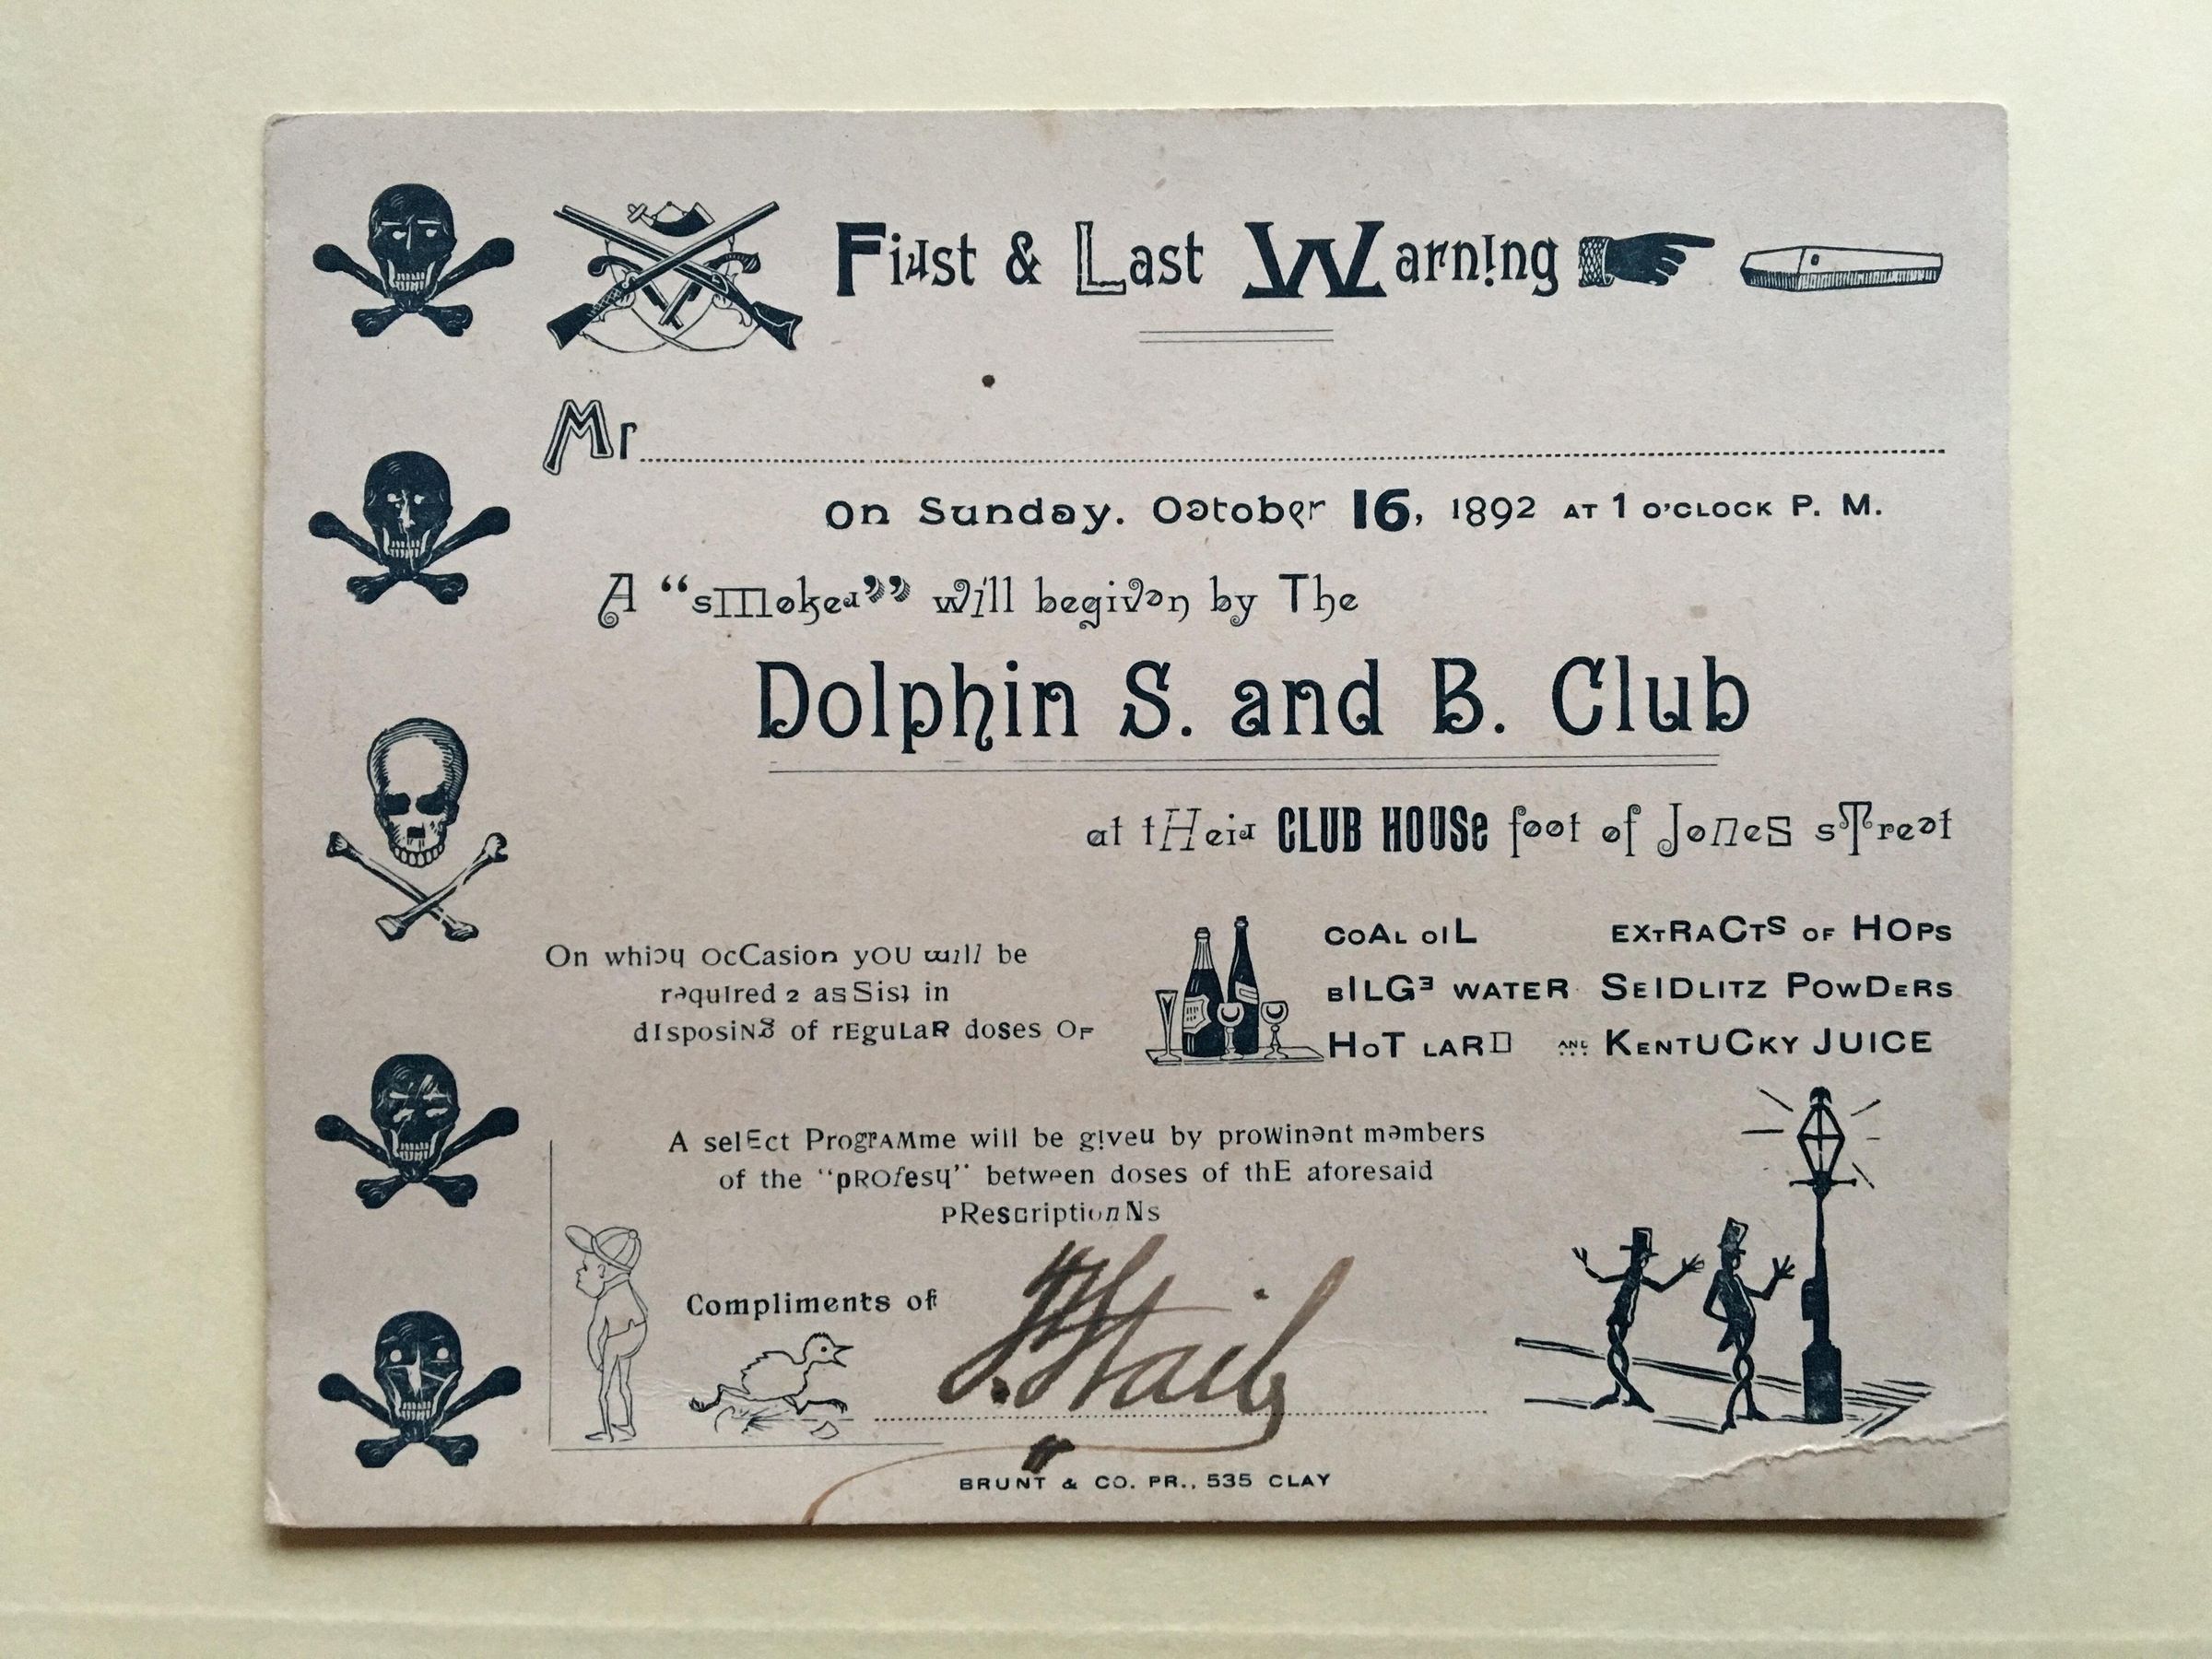 First & Last Warning
Mr
On Sunday. October 16, 1892 AT 1 O'CLOCK P. M.
A “smoker” will begiven by The
Dolphin S. and B. Club
at tHeir CLUB HOUSe foot of JoneS sTreet
On which OcCasion yOU will be
required 2 asSist in
dIsposiNg of rEguLaR doses OF
COAL OIL EXTRACTS OF HOPS
BILGE WATER SEIDLITZ POWDERS
HOT LARD AND KENTUCKY JUICE
A selEct ProgrAMme will be g!veu by proWinent members
of the “pROfesy” between doses of thE aforesaid
PRescriptionNs
Compliments of
BRUNT & CO. PR., 535 CLAY